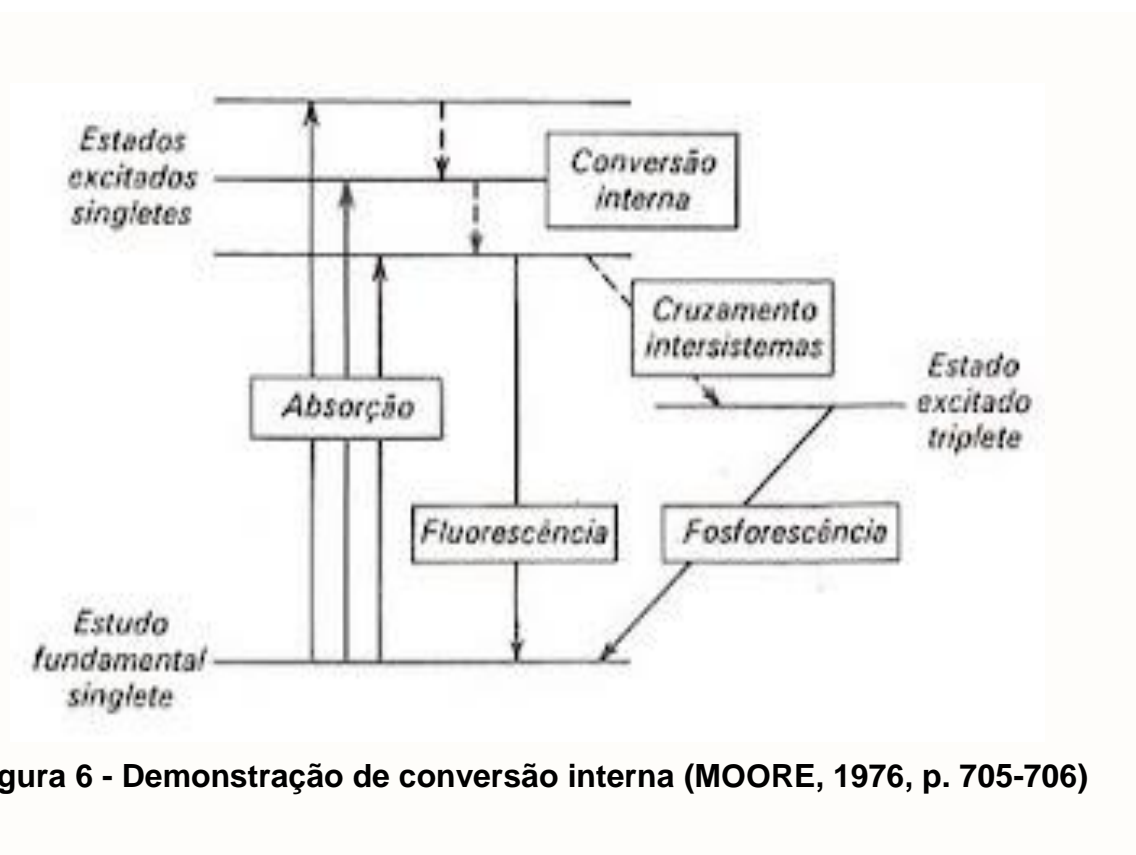 Estados
excitados
singletes
Conversão
interna
Cruzamento
intersistemas
Estado
excitado
triplete
Absorção
Fluorescência
Fosforescência
Estudo
fundamental
singlete
gura 6 - Demonstração de conversão interna (MOORE, 1976, p. 705-706)